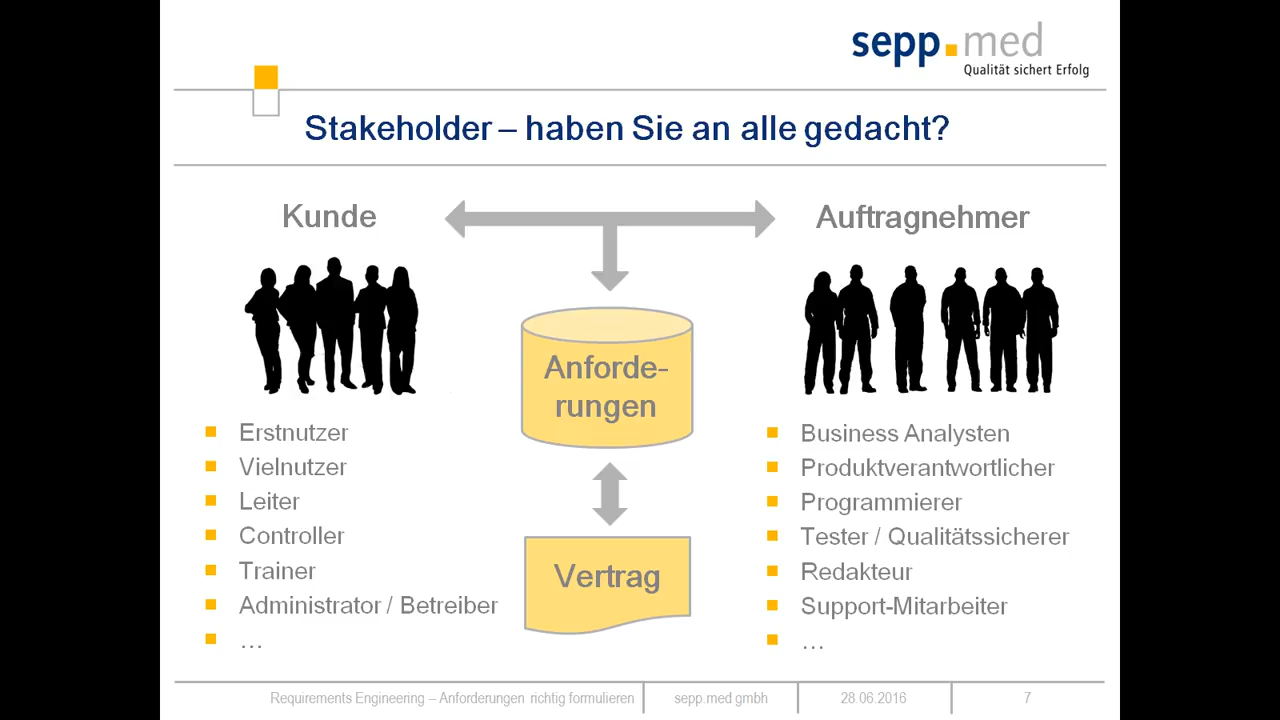 sepp.med
Qualität sichert Erfolg
Stakeholder – haben Sie an alle gedacht?
Kunde
Auftragnehmer
Anforde-
rungen
Vertrag
Erstnutzer
Vielnutzer
Leiter
Controller
Trainer
Administrator / Betreiber
…
Business Analysten
Produktverantwortlicher
Programmierer
Tester / Qualitätssicherer
Redakteur
Support-Mitarbeiter
…
Requirements Engineering – Anforderungen richtig formulieren
sepp.med gmbh
28.06.2016
7